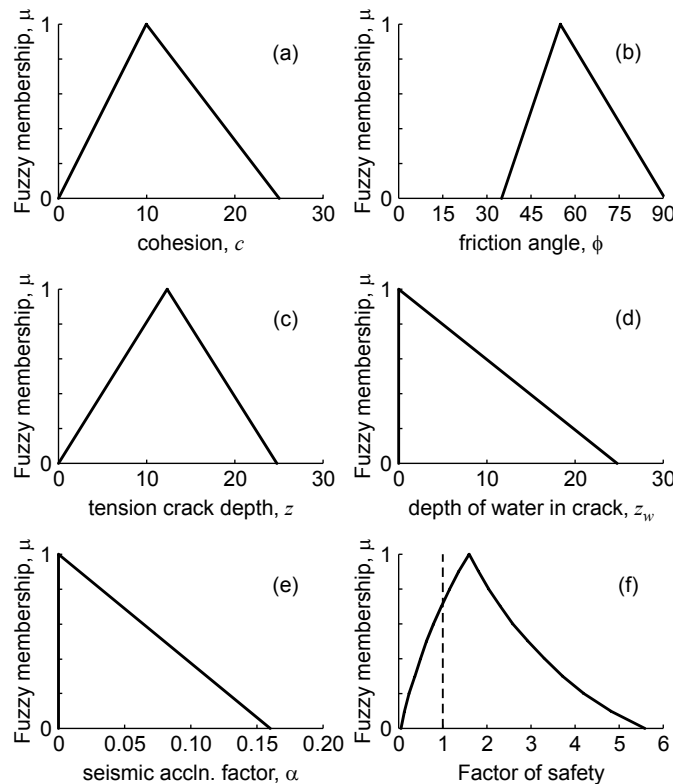 Fuzzy membership, μ
1
0
(a)
0 10 20 30
cohesion, c
Fuzzy membership, μ
1
0
(b)
0 15 30 45 60 75 90
friction angle, ϕ
Fuzzy membership, μ
1
0
(c)
0 10 20 30
tension crack depth, z
Fuzzy membership, μ
1
0
(d)
0 10 20 30
depth of water in crack, z_w
Fuzzy membership, μ
1
0
(e)
0 0.05 0.10 0.15 0.20
seismic accln. factor, α
Fuzzy membership, μ
1
0
(f)
0 1 2 3 4 5 6
Factor of safety